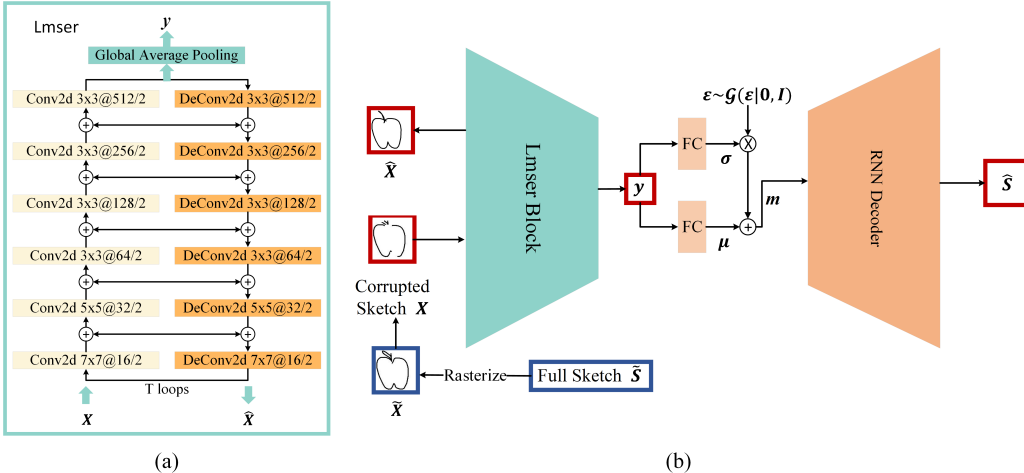 Lmser
y
Global Average Pooling
Conv2d 3x3@512/2
DeConv2d 3x3@512/2
Conv2d 3x3@256/2
DeConv2d 3x3@256/2
Conv2d 3x3@128/2
DeConv2d 3x3@128/2
Conv2d 3x3@64/2
DeConv2d 3x3@64/2
Conv2d 5x5@32/2
DeConv2d 5x5@32/2
Conv2d 7x7@16/2
DeConv2d 7x7@16/2
T loops
X
X̂
(a)
X̂
Corrupted
Sketch X
X̃
Rasterize
Full Sketch S̃
Lmser Block
y
FC
σ
ε~𝒢(ε|0, I)
X
FC
μ
m
RNN Decoder
Ŝ
(b)